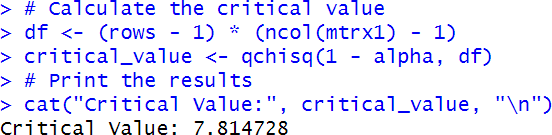 > # Calculate the critical value
> df <- (rows - 1) * (ncol(mtrx1) - 1)
> critical_value <- qchisq(1 - alpha, df)
> # Print the results
> cat("Critical Value:", critical_value, "\n")
Critical Value: 7.814728